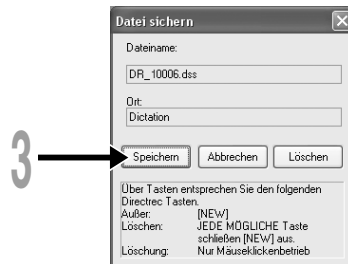 Datei sichern
Dateiname:
DR_10006.dss
Ort:
Dictation
3
Speichern Abbrechen Löschen
Über Tasten entsprechen Sie den folgenden
Directrec Tasten.
Außer: [NEW]
Löschen: JEDE MÖGLICHE Taste
schließen [NEW] aus.
Löschung: Nur Mäuseklickenbetrieb